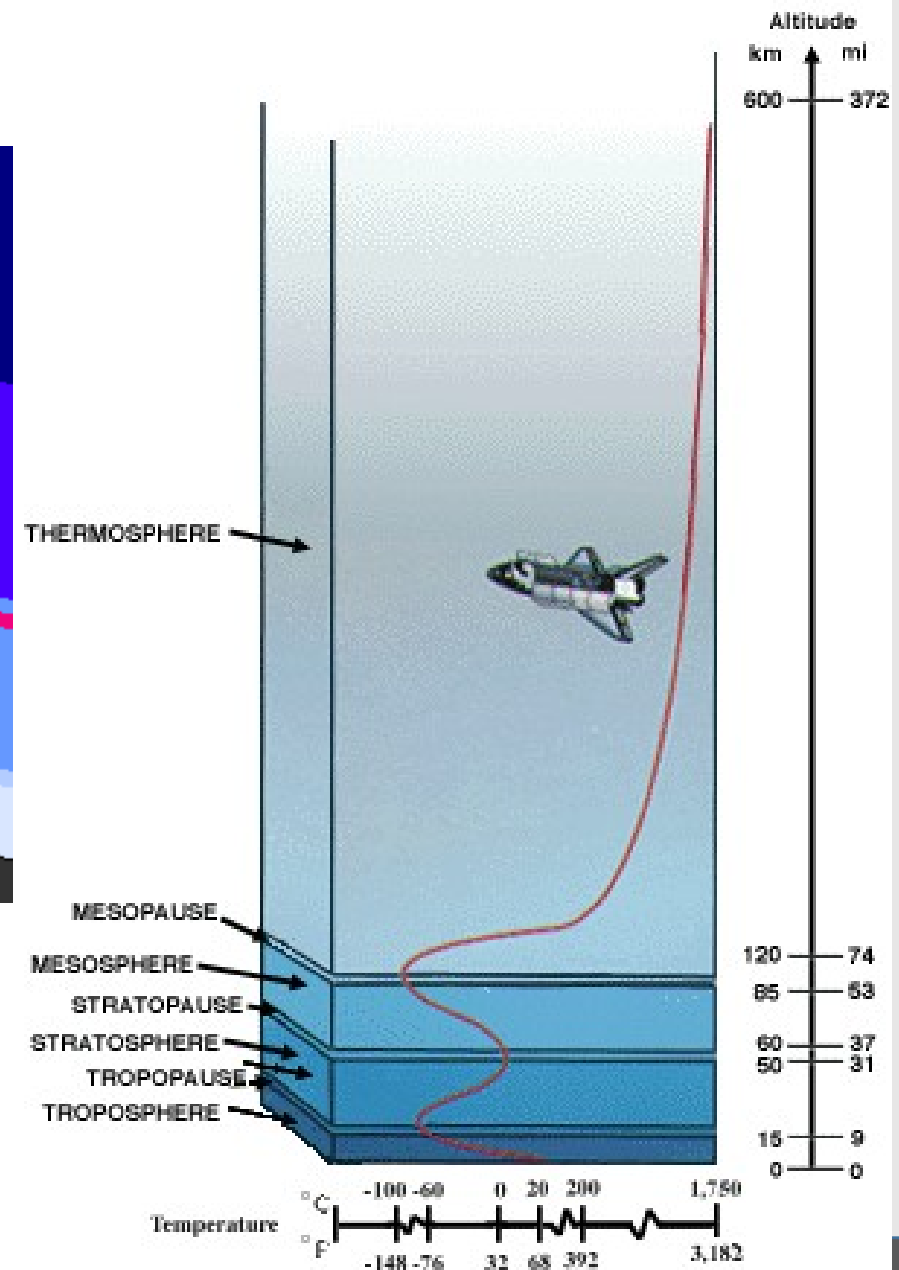 Altitude
km mi
600 372
THERMOSPHERE
MESOPAUSE
MESOSPHERE
STRATOPAUSE
STRATOSPHERE
TROPOPAUSE
TROPOSPHERE
120 74
85 53
60 37
50 31
15 9
0 0
°C -100 -60 0 20 200 1,750
Temperature
°F -148 -76 32 68 392 3,182